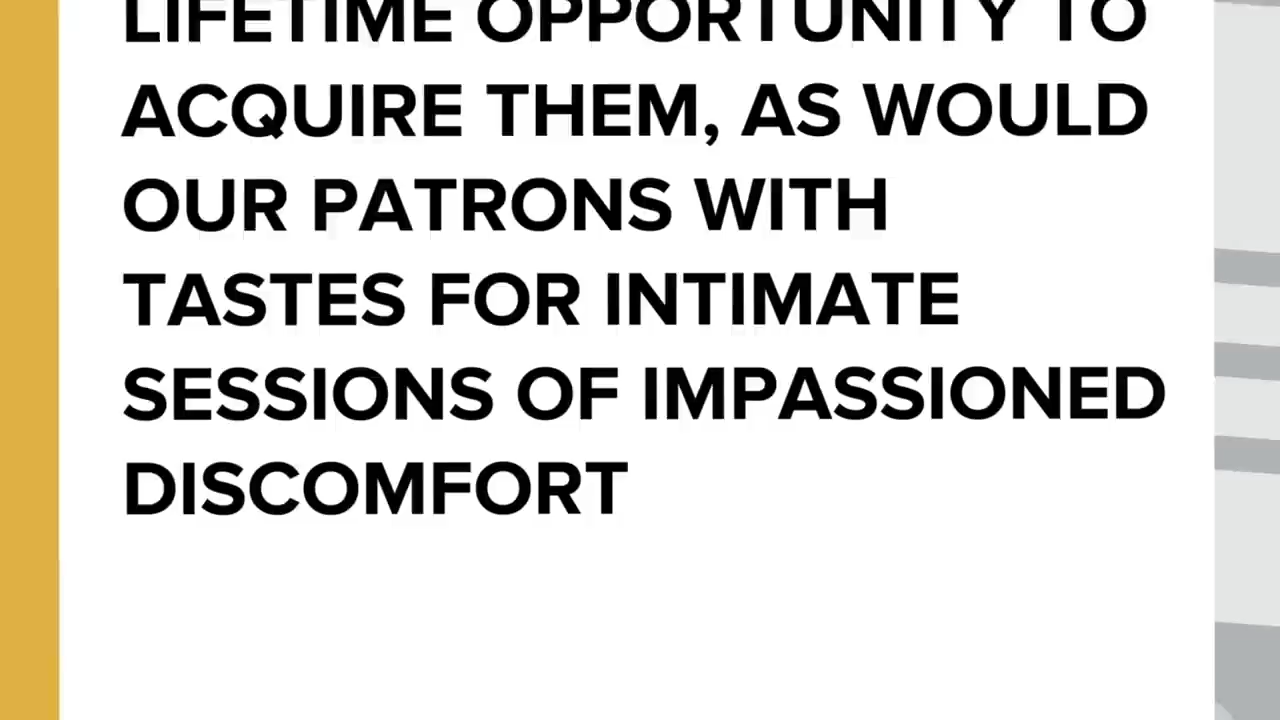 LIFETIME OPPORTUNITY TO
ACQUIRE THEM, AS WOULD
OUR PATRONS WITH
TASTES FOR INTIMATE
SESSIONS OF IMPASSIONED
DISCOMFORT